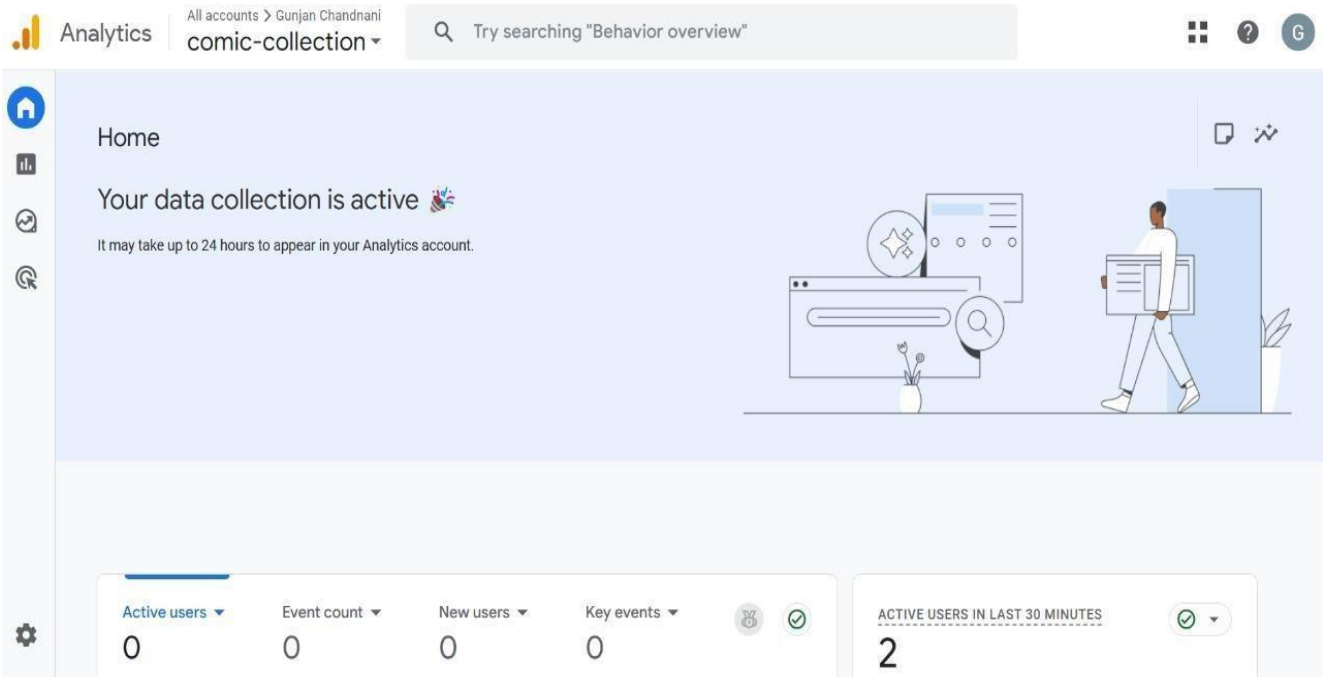 Analytics
All accounts > Gunjan Chandnani
comic-collection
Try searching "Behavior overview"
G
Home
Your data collection is active 🎉
It may take up to 24 hours to appear in your Analytics account.
Active users
Event count
New users
Key events
0
0
0
0
ACTIVE USERS IN LAST 30 MINUTES
2